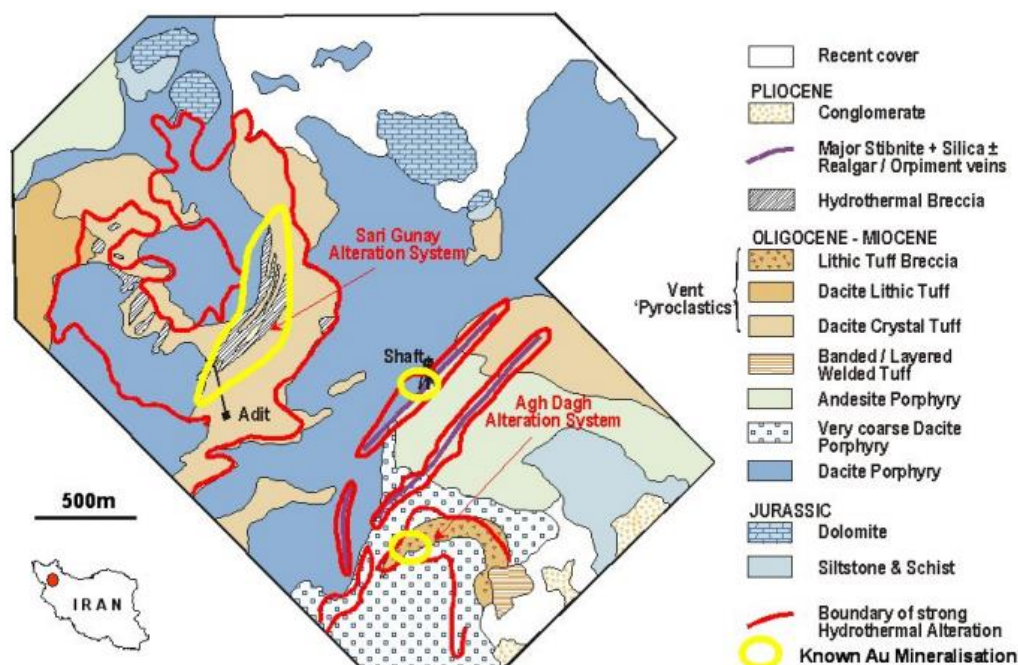 Sari Gunay
Alteration System
Shaft
Adit
Agh Dagh
Alteration System
500m
IRAN
Recent cover
PLIOCENE
Conglomerate
Major Stibnite + Silica ±
Realgar / Orpiment veins
Hydrothermal Breccia
OLIGOCENE - MIOCENE
Lithic Tuff Breccia
Vent
'Pyroclastics'
Dacite Lithic Tuff
Dacite Crystal Tuff
Banded / Layered
Welded Tuff
Andesite Porphyry
Very coarse Dacite
Porphyry
Dacite Porphyry
JURASSIC
Dolomite
Siltstone & Schist
Boundary of strong
Hydrothermal Alteration
Known Au Mineralisation